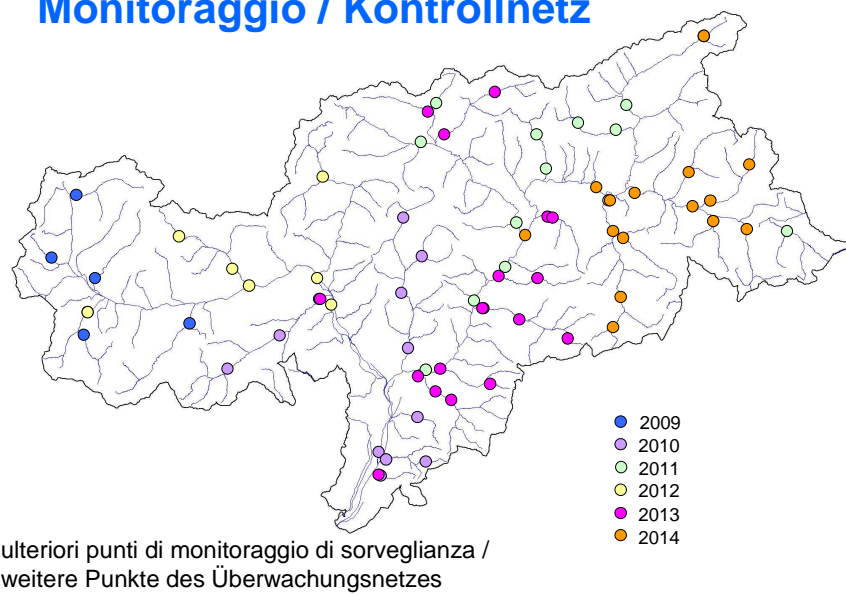 Monitoraggio / Kontrollnetz
2009
2010
2011
2012
2013
2014
ulteriori punti di monitoraggio di sorveglianza /
weitere Punkte des Überwachungsnetzes